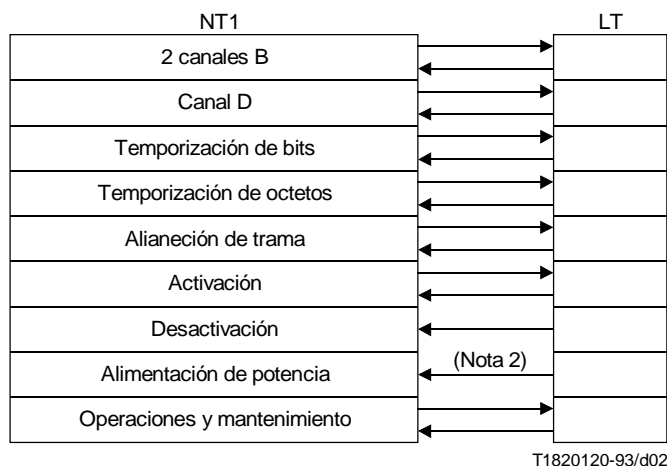 NT1
LT
2 canales B
Canal D
Temporización de bits
Temporización de octetos
Alianeción de trama
Activación
Desactivación
Alimentación de potencia
(Nota 2)
Operaciones y mantenimiento
T1820120-93/d02